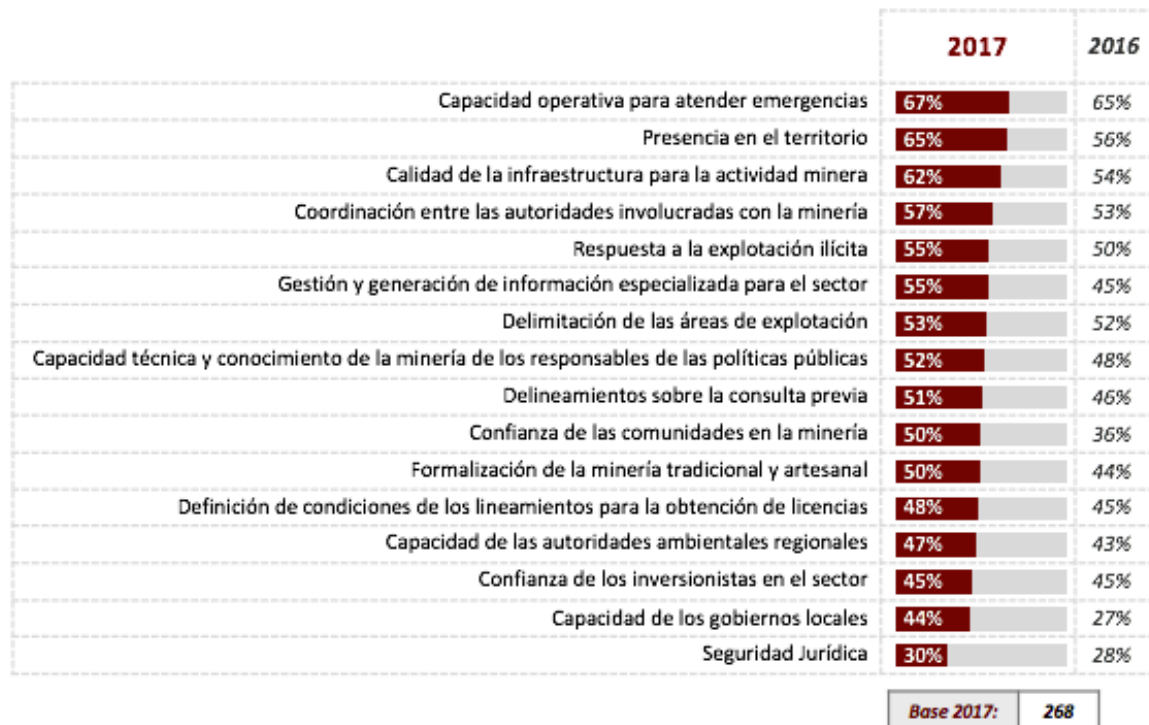 2017 2016
Capacidad operativa para atender emergencias 67% 65%
Presencia en el territorio 65% 56%
Calidad de la infraestructura para la actividad minera 62% 54%
Coordinación entre las autoridades involucradas con la minería 57% 53%
Respuesta a la explotación ilícita 55% 50%
Gestión y generación de información especializada para el sector 55% 45%
Delimitación de las áreas de explotación 53% 52%
Capacidad técnica y conocimiento de la minería de los responsables de las políticas públicas 52% 48%
Delineamientos sobre la consulta previa 51% 46%
Confianza de las comunidades en la minería 50% 36%
Formalización de la minería tradicional y artesanal 50% 44%
Definición de condiciones de los lineamientos para la obtención de licencias 48% 45%
Capacidad de las autoridades ambientales regionales 47% 43%
Confianza de los inversionistas en el sector 45% 45%
Capacidad de los gobiernos locales 44% 27%
Seguridad Jurídica 30% 28%
Base 2017: 268